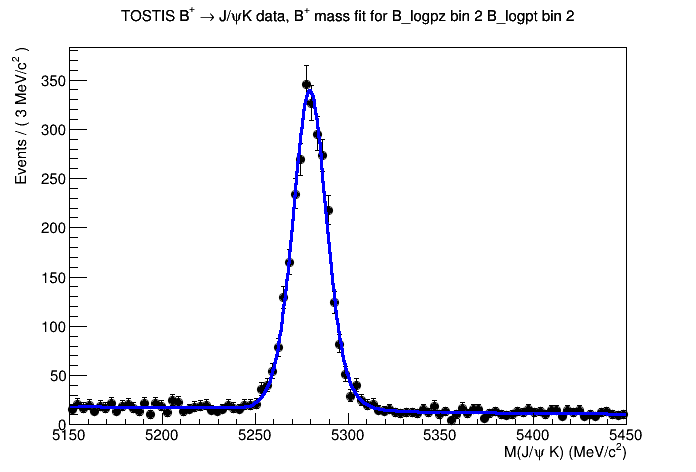 TOSTIS B⁺ → J/ψK data, B⁺ mass fit for B_logpz bin 2 B_logpt bin 2
Events / ( 3 MeV/c² )
350
300
250
200
150
100
50
0
5150 5200 5250 5300 5350 5400 5450
M(J/ψ K) (MeV/c²)